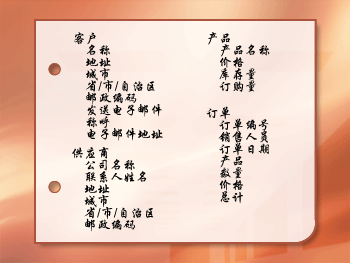 客户
名称
地址
城市
省/市/自治区
邮政编码
发送电子邮件
称呼
电子邮件地址
供应商
公司名称
联系人姓名
地址
城市
省/市/自治区
邮政编码
产品
产品名称
价格
库存量
订购量
订单
订单编号
销售人员
订单日期
产品
数量
价格
总计